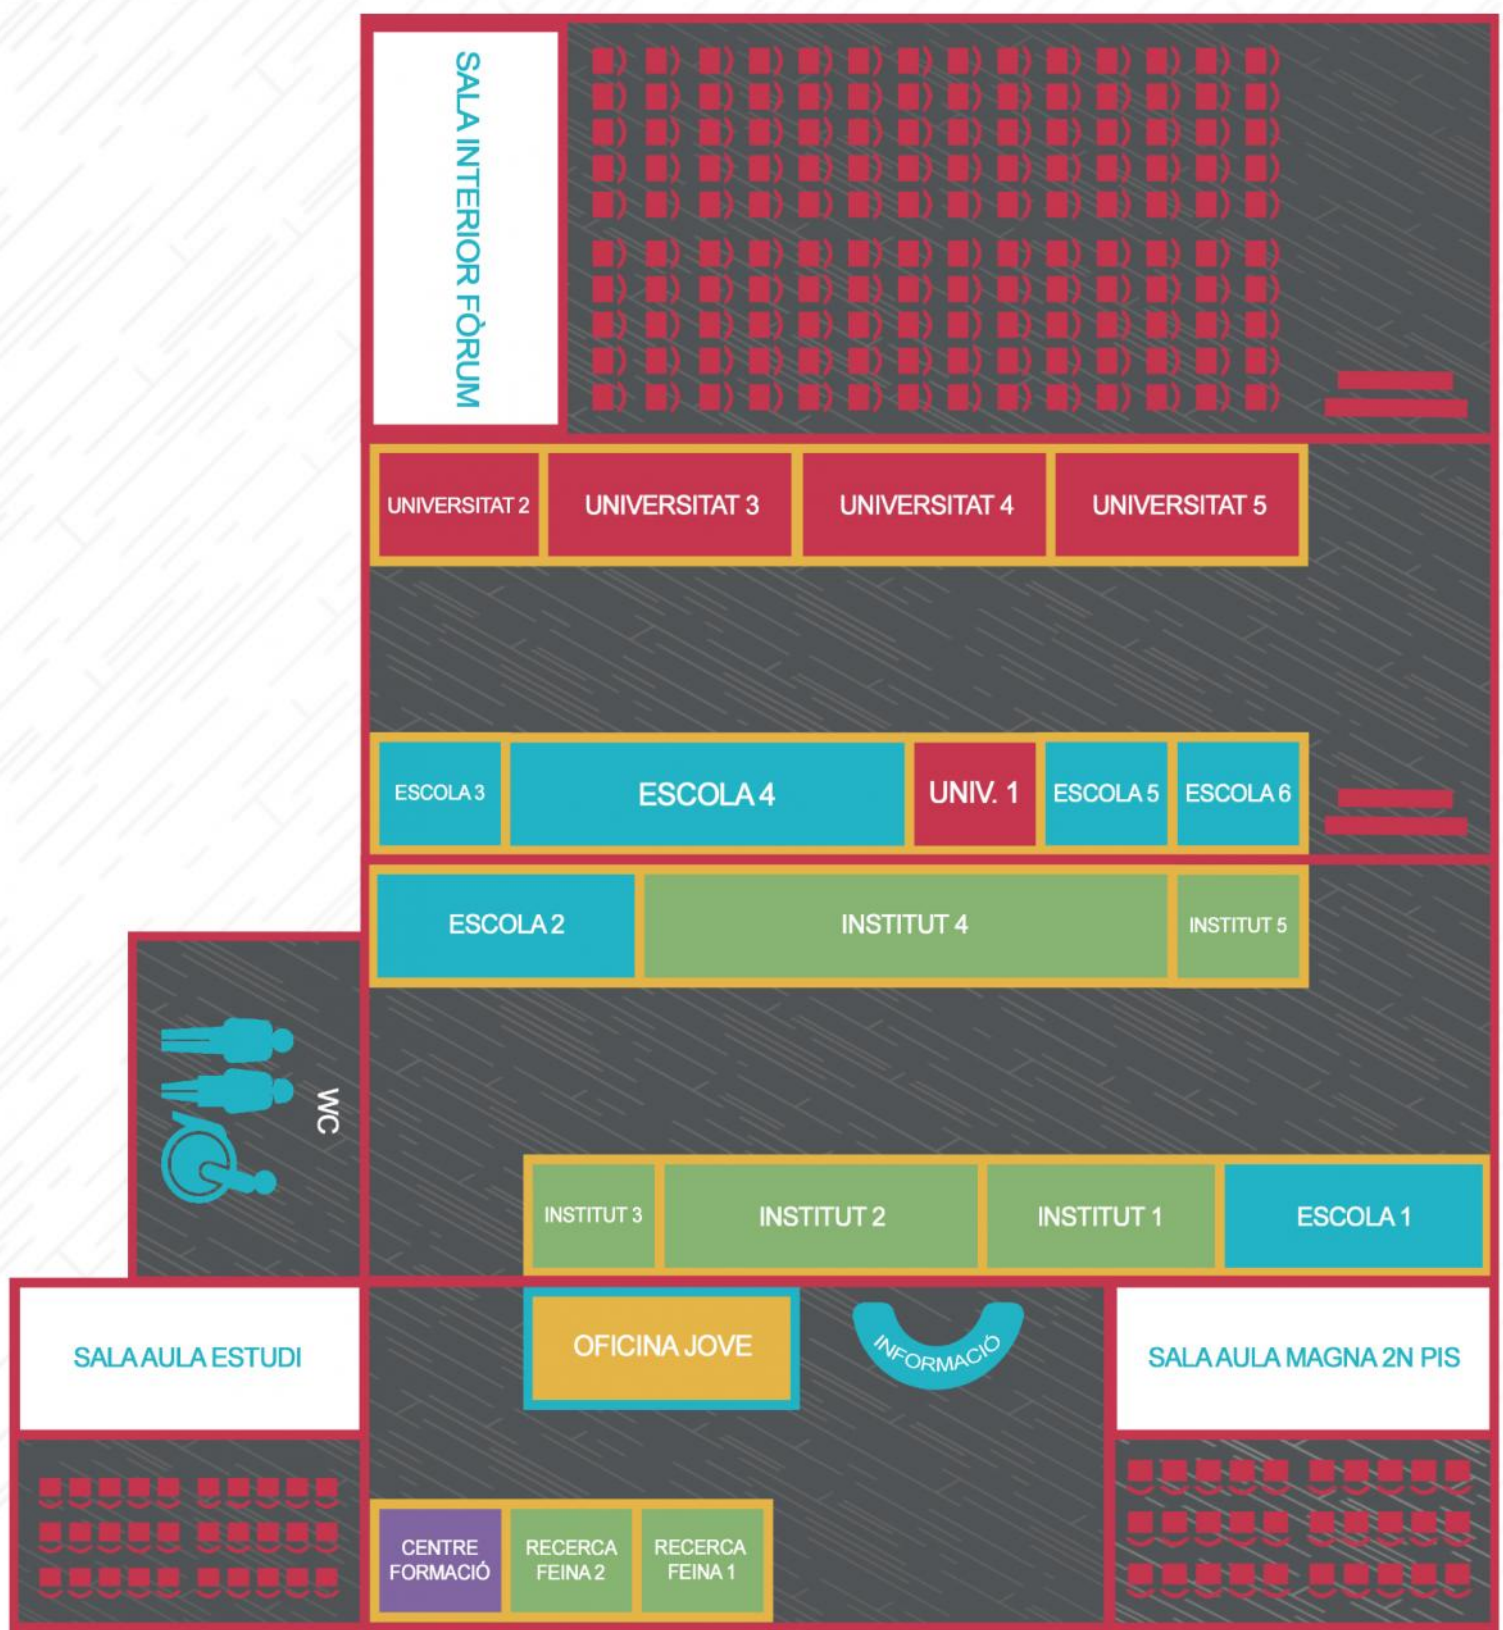 SALA INTERIOR FÒRUM
UNIVERSITAT 2
UNIVERSITAT 3
UNIVERSITAT 4
UNIVERSITAT 5
ESCOLA 3
ESCOLA 4
UNIV. 1
ESCOLA 5
ESCOLA 6
ESCOLA 2
INSTITUT 4
INSTITUT 5
WC
INSTITUT 3
INSTITUT 2
INSTITUT 1
ESCOLA 1
SALA AULA ESTUDI
OFICINA JOVE
INFORMACIÓ
SALA AULA MAGNA 2N PIS
CENTRE
FORMACIÓ
RECERCA
FEINA 2
RECERCA
FEINA 1